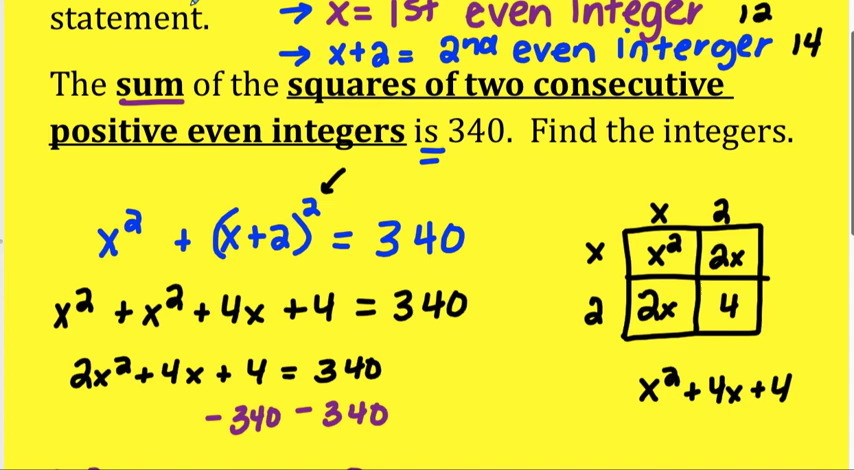 statement. → x = 1st even integer 12
→ x+2 = 2nd even interger 14
The sum of the squares of two consecutive
positive even integers is 340. Find the integers.
=
x² + (x+2)² = 340
x² + x² + 4x + 4 = 340
2x² + 4x + 4 = 340
- 340 - 340
x 2
x x² 2x
2 2x 4
x² + 4x + 4